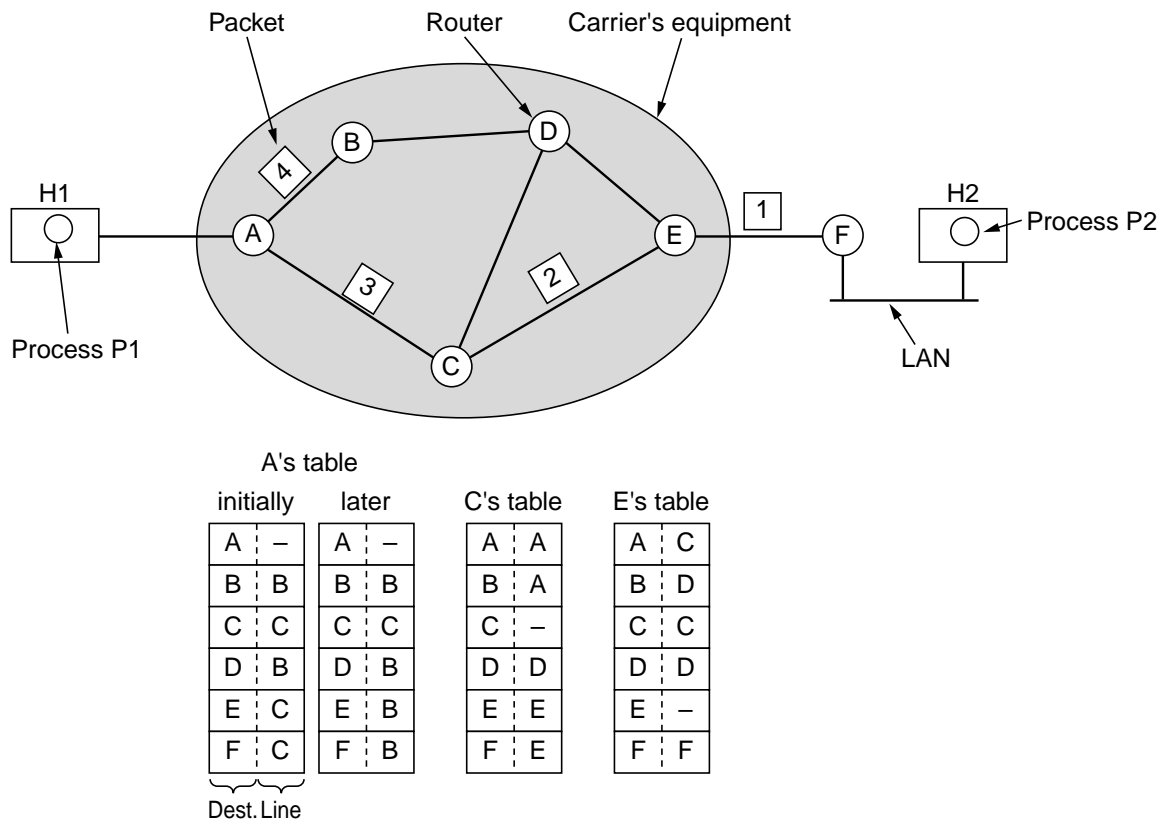 Packet Router Carrier's equipment
B D
4
H1 1 H2
A E F Process P2
3 2
Process P1 C LAN
A's table
initially later C's table E's table
A – A – A A A C
B B B B B A B D
C C C C C – C C
D B D B D D D D
E C E B E E E –
F C F B F E F F
Dest. Line